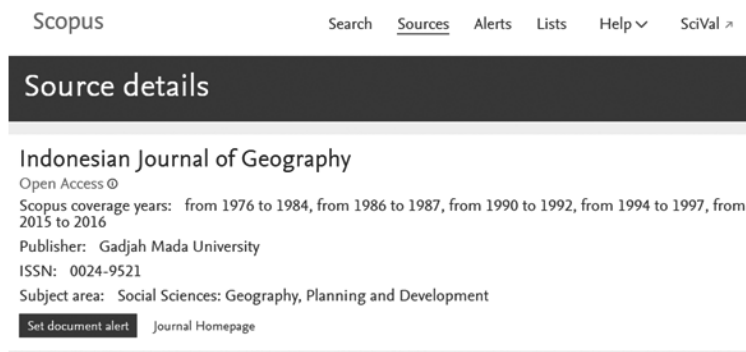 Scopus Search Sources Alerts Lists Help SciVal
Source details
Indonesian Journal of Geography
Open Access
Scopus coverage years: from 1976 to 1984, from 1986 to 1987, from 1990 to 1992, from 1994 to 1997, from
2015 to 2016
Publisher: Gadjah Mada University
ISSN: 0024-9521
Subject area: Social Sciences: Geography, Planning and Development
Set document alert Journal Homepage